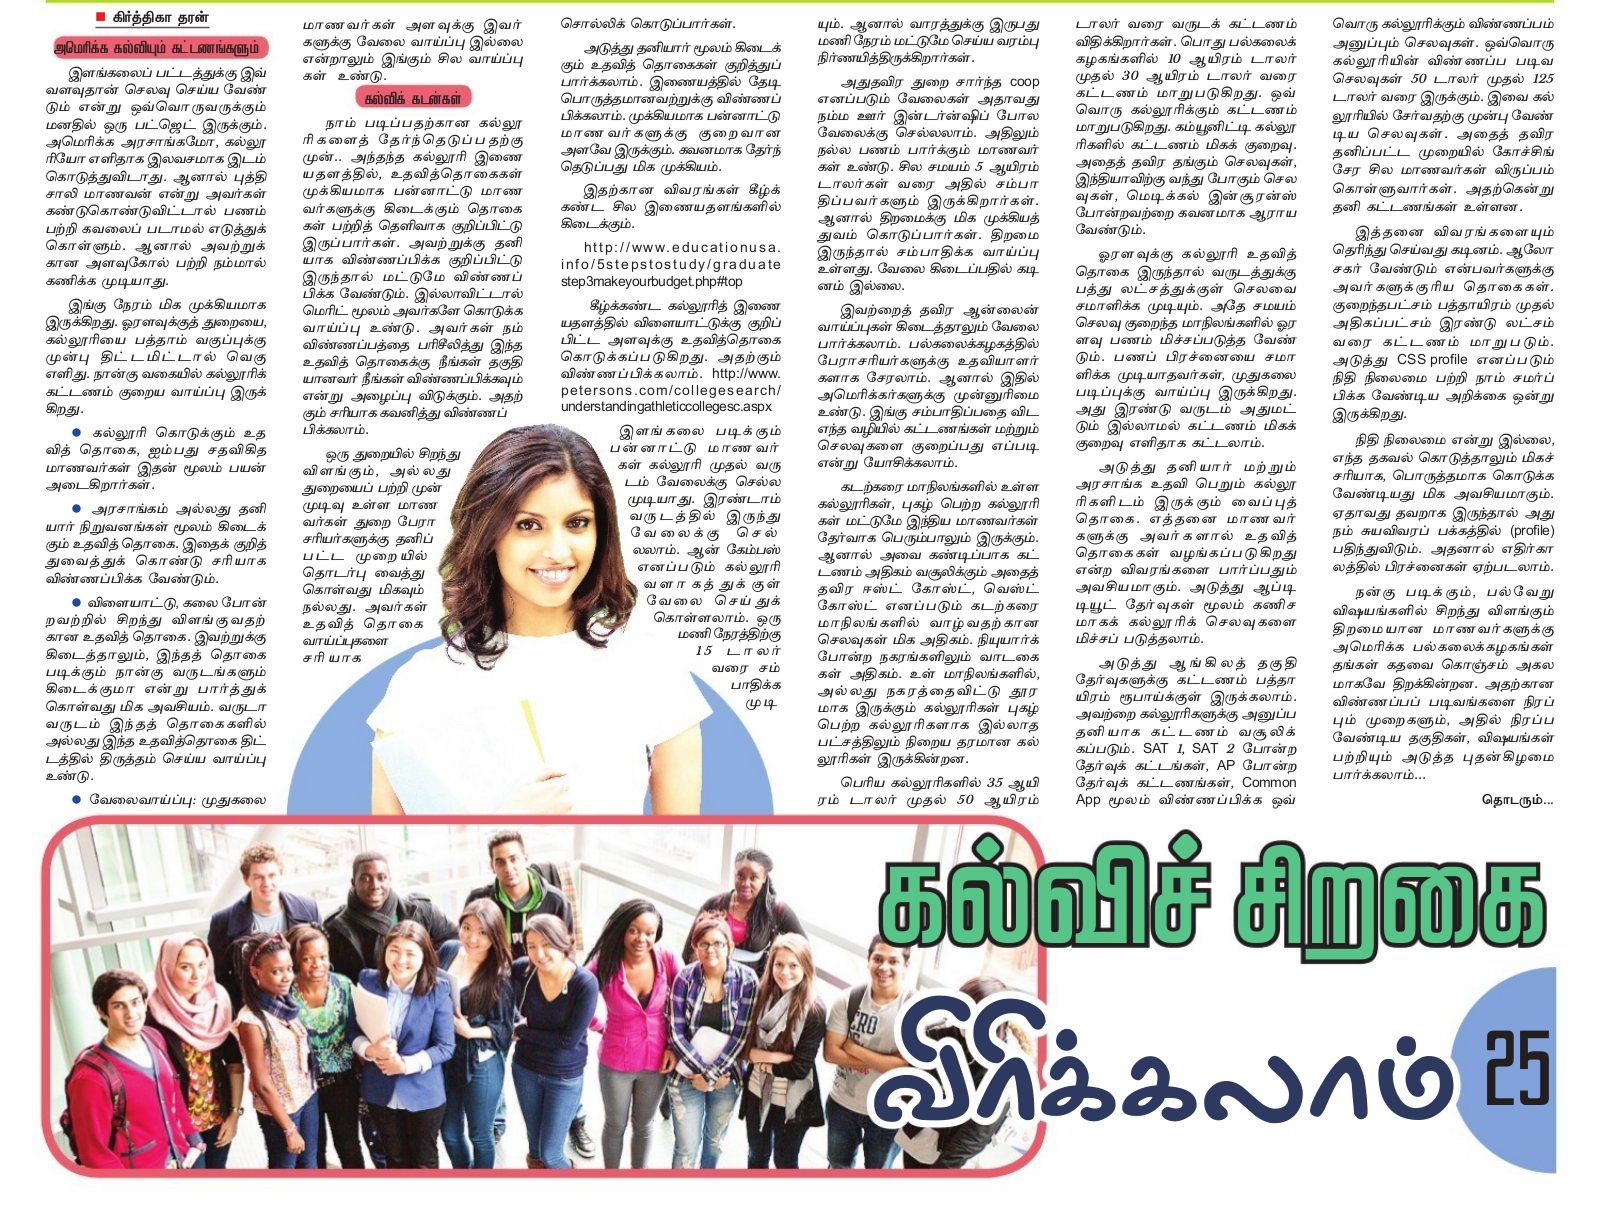 கிர்த்திகா தரன்
அமெரிக்க கல்வியும் கட்டணங்களும்
இளங்கலைப் பட்டத்துக்கு இவ்
வளவுதான் செலவு செய்ய வேண்
டும் என்று ஒவ்வொருவருக்கும்
மனதில் ஒரு பட்ஜெட் இருக்கும்.
அமெரிக்க அரசாங்கமோ, கல்லூ
ரியோ எளிதாக இலவசமாக இடம்
கொடுத்துவிடாது. ஆனால் புத்தி
சாலி மாணவன் என்று அவர்கள்
கண்டுகொண்டுவிட்டால் பணம்
பற்றி கவலைப் படாமல் எடுத்துக்
கொள்ளும். ஆனால் அவற்றுக்
கான அளவுகோல் பற்றி நம்மால்
கணிக்க முடியாது.
இங்கு நேரம் மிக முக்கியமாக
இருக்கிறது. ஓரளவுக்குத் துறையை,
கல்லூரியை பத்தாம் வகுப்புக்கு
முன்பு திட்டமிட்டால் வெகு
எளிது. நான்கு வகையில் கல்லூரிக்
கட்டணம் குறைய வாய்ப்பு இருக்
கிறது.
● கல்லூரி கொடுக்கும் உத
வித் தொகை, ஐம்பது சதவிகித
மாணவர்கள் இதன் மூலம் பயன்
அடைகிறார்கள்.
● அரசாங்கம் அல்லது தனி
யார் நிறுவனங்கள் மூலம் கிடைக்
கும் உதவித் தொகை. இதைக் குறித்
துவைத்துக் கொண்டு சரியாக
விண்ணப்பிக்க வேண்டும்.
● விளையாட்டு, கலை போன்
றவற்றில் சிறந்து விளங்குவதற்
கான உதவித் தொகை. இவற்றுக்கு
கிடைத்தாலும், இந்தத் தொகை
படிக்கும் நான்கு வருடங்களும்
கிடைக்குமா என்று பார்த்துக்
கொள்வது மிக அவசியம். வருடா
வருடம் இந்தத் தொகைகளில்
அல்லது இந்த உதவித்தொகை திட்
டத்தில் திருத்தம் செய்ய வாய்ப்பு
உண்டு.
● வேலைவாய்ப்பு: முதுகலை
மாணவர்கள் அளவுக்கு இவர்
களுக்கு வேலை வாய்ப்பு இல்லை
என்றாலும் இங்கும் சில வாய்ப்பு
கள் உண்டு.
கல்விக் கடன்கள்
நாம் படிப்பதற்கான கல்லூ
ரிகளைத் தேர்ந்தெடுப்பதற்கு
முன்.. அந்தந்த கல்லூரி இணை
யதளத்தில், உதவித்தொகைகள்
முக்கியமாக பன்னாட்டு மாண
வர்களுக்கு கிடைக்கும் தொகை
கள் பற்றித் தெளிவாக குறிப்பிட்டு
இருப்பார்கள். அவற்றுக்கு தனி
யாக விண்ணப்பிக்க குறிப்பிட்டு
இருந்தால் மட்டுமே விண்ணப்
பிக்க வேண்டும். இல்லாவிட்டால்
மெரிட் மூலம் அவர்களே கொடுக்க
வாய்ப்பு உண்டு. அவர்கள் நம்
விண்ணப்பத்தை பரிசீலித்து இந்த
உதவித் தொகைக்கு நீங்கள் தகுதி
யானவர் நீங்கள் விண்ணப்பிக்கவும்
என்று அழைப்பு விடுக்கும். அதற்
கும் சரியாக கவனித்து விண்ணப்
பிக்கலாம்.
ஒரு துறையில் சிறந்து
விளங்கும், அல்லது
துறையைப் பற்றி முன்
முடிவு உள்ள மாண
வர்கள் துறை பேரா
சரியர்களுக்கு தனிப்
பட்ட முறையில்
தொடர்பு வைத்து
கொள்வது மிகவும்
நல்லது. அவர்கள்
உதவித் தொகை
வாய்ப்புகளை
சரியாக
சொல்லிக் கொடுப்பார்கள்.
அடுத்து தனியார் மூலம் கிடைக்
கும் உதவித் தொகைகள் குறித்துப்
பார்க்கலாம். இணையத்தில் தேடி
பொருத்தமானவற்றுக்கு விண்ணப்
பிக்கலாம். முக்கியமாக பன்னாட்டு
மாணவர்களுக்கு குறைவான
அளவே இருக்கும். கவனமாக தேர்ந்
தெடுப்பது மிக முக்கியம்.
இதற்கான விவரங்கள் கீழ்க்
கண்ட சில இணையதளங்களில்
கிடைக்கும்.
http://www.educationusa.
info/5stepstostudy/graduate
step3makeyourbudget.php#top
கீழ்க்கண்ட கல்லூரித் இணை
யதளத்தில் விளையாட்டுக்கு குறிப்
பிட்ட அளவுக்கு உதவித்தொகை
கொடுக்கப்படுகிறது. அதற்கும்
விண்ணப்பிக்கலாம். http://www.
petersons.com/collegesearch/
understandingathleticcollegesc.aspx
இளங்கலை படிக்கும்
பன்னாட்டு மாணவர்
கள் கல்லூரி முதல் வரு
டம் வேலைக்கு செல்ல
முடியாது. இரண்டாம்
வருடத்தில் இருந்து
வேலைக்கு செல்
லலாம். ஆன் கேம்பஸ்
எனப்படும் கல்லூரி
வளாகத்துக்குள்
வேலை செய்துக்
கொள்ளலாம். ஒரு
மணி நேரத்திற்கு
15 டாலர்
வரை சம்
பாதிக்க
முடி
யும். ஆனால் வாரத்துக்கு இருபது
மணி நேரம் மட்டுமே செய்ய வரம்பு
நிர்ணயித்திருக்கிறார்கள்.
அதுதவிர துறை சார்ந்த coop
எனப்படும் வேலைகள் அதாவது
நம்ம ஊர் இன்டர்ன்ஷிப் போல
வேலைக்கு செல்லலாம். அதிலும்
நல்ல பணம் பார்க்கும் மாணவர்
கள் உண்டு. சில சமயம் 5 ஆயிரம்
டாலர்கள் வரை அதில் சம்பா
திப்பவர்களும் இருக்கிறார்கள்.
ஆனால் திறமைக்கு மிக முக்கியத்
துவம் கொடுப்பார்கள். திறமை
இருந்தால் சம்பாதிக்க வாய்ப்பு
உள்ளது. வேலை கிடைப்பதில் கடி
னம் இல்லை.
இவற்றைத் தவிர ஆன்லைன்
வாய்ப்புகள் கிடைத்தாலும் வேலை
பார்க்கலாம். பல்கலைக்கழகத்தில்
பேராசரியர்களுக்கு உதவியாளர்
களாக சேரலாம். ஆனால் இதில்
அமெரிக்கர்களுக்கு முன்னுரிமை
உண்டு. இங்கு சம்பாதிப்பதை விட
எந்த வழியில் கட்டணங்கள் மற்றும்
செலவுகளை குறைப்பது எப்படி
என்று யோசிக்கலாம்.
கடற்கரை மாநிலங்களில் உள்ள
கல்லூரிகள், புகழ் பெற்ற கல்லூரி
கள் மட்டுமே இந்திய மாணவர்கள்
தேர்வாக பெரும்பாலும் இருக்கும்.
ஆனால் அவை கண்டிப்பாக கட்
டணம் அதிகம் வசூலிக்கும் அதைத்
தவிர ஈஸ்ட் கோஸ்ட், வெஸ்ட்
கோஸ்ட் எனப்படும் கடற்கரை
மாநிலங்களில் வாழ்வதற்கான
செலவுகள் மிக அதிகம். நியுயார்க்
போன்ற நகரங்களிலும் வாடகை
கள் அதிகம். உள் மாநிலங்களில்,
அல்லது நகரத்தைவிட்டு தூர
மாக இருக்கும் கல்லூரிகள் புகழ்
பெற்ற கல்லூரிகளாக இல்லாத
பட்சத்திலும் நிறைய தரமான கல்
லூரிகள் இருக்கின்றன.
பெரிய கல்லூரிகளில் 35 ஆயி
ரம் டாலர் முதல் 50 ஆயிரம்
டாலர் வரை வருடக் கட்டணம்
விதிக்கிறார்கள். பொது பல்கலைக்
கழகங்களில் 10 ஆயிரம் டாலர்
முதல் 30 ஆயிரம் டாலர் வரை
கட்டணம் மாறுபடுகிறது. ஒவ்
வொரு கல்லூரிக்கும் கட்டணம்
மாறுபடுகிறது. கம்யூனிட்டி கல்லூ
ரிகளில் கட்டணம் மிகக் குறைவு.
அதைத் தவிர தங்கும் செலவுகள்,
இந்தியாவிற்கு வந்து போகும் செல
வுகள், மெடிக்கல் இன்சூரன்ஸ்
போன்றவற்றை கவனமாக ஆராய
வேண்டும்.
ஓரளவுக்கு கல்லூரி உதவித்
தொகை இருந்தால் வருடத்துக்கு
பத்து லட்சத்துக்குள் செலவை
சமாளிக்க முடியும். அதே சமயம்
செலவு குறைந்த மாநிலங்களில் ஓர
ளவு பணம் மிச்சப்படுத்த வேண்
டும். பணப் பிரச்னையை சமா
ளிக்க முடியாதவர்கள், முதுகலை
படிப்புக்கு வாய்ப்பு இருக்கிறது.
அது இரண்டு வருடம் அதுமட்
டும் இல்லாமல் கட்டணம் மிகக்
குறைவு எளிதாக கட்டலாம்.
அடுத்து தனியார் மற்றும்
அரசாங்க உதவி பெறும் கல்லூ
ரிகளிடம் இருக்கும் வைப்புத்
தொகை. எத்தனை மாணவர்
களுக்கு அவர்களால் உதவித்
தொகைகள் வழங்கப்படுகிறது
என்ற விவரங்களை பார்ப்பதும்
அவசியமாகும். அடுத்து ஆப்டி
டியூட் தேர்வுகள் மூலம் கணிச
மாகக் கல்லூரிக் செலவுகளை
மிச்சப் படுத்தலாம்.
அடுத்து ஆங்கிலத் தகுதி
தேர்வுகளுக்கு கட்டணம் பத்தா
யிரம் ரூபாய்க்குள் இருக்கலாம்.
அவற்றை கல்லூரிகளுக்கு அனுப்ப
தனியாக கட்டணம் வசூலிக்
கப்படும். SAT 1, SAT 2 போன்ற
தேர்வுக் கட்டங்கள், AP போன்ற
தேர்வுக் கட்டணங்கள், Common
App மூலம் விண்ணப்பிக்க ஒவ்
வொரு கல்லூரிக்கும் விண்ணப்பம்
அனுப்பும் செலவுகள். ஒவ்வொரு
கல்லூரியின் விண்ணப்ப படிவ
செலவுகள் 50 டாலர் முதல் 125
டாலர் வரை இருக்கும். இவை கல்
லூரியில் சேர்வதற்கு முன்பு வேண்
டிய செலவுகள். அதைத் தவிர
தனிப்பட்ட முறையில் கோச்சிங்
சேர சில மாணவர்கள் விருப்பம்
கொள்ளுவார்கள். அதற்கென்று
தனி கட்டணங்கள் உள்ளன.
இத்தனை விவரங்களையும்
தெரிந்து செய்வது கடினம். ஆலோ
சகர் வேண்டும் என்பவர்களுக்கு
அவர்களுக்குரிய தொகைகள்.
குறைந்தபட்சம் பத்தாயிரம் முதல்
அதிகப்பட்சம் இரண்டு லட்சம்
வரை கட்டணம் மாறுபடும்.
அடுத்து CSS profile எனப்படும்
நிதி நிலைமை பற்றி நாம் சமர்ப்
பிக்க வேண்டிய அறிக்கை ஒன்று
இருக்கிறது.
நிதி நிலைமை என்று இல்லை,
எந்த தகவல் கொடுத்தாலும் மிகச்
சரியாக, பொருத்தமாக கொடுக்க
வேண்டியது மிக அவசியமாகும்.
ஏதாவது தவறாக இருந்தால் அது
நம் சுயவிவரப் பக்கத்தில் (profile)
பதிந்துவிடும். அதனால் எதிர்கா
லத்தில் பிரச்னைகள் ஏற்படலாம்.
நன்கு படிக்கும், பல்வேறு
விஷயங்களில் சிறந்து விளங்கும்
திறமையான மாணவர்களுக்கு
அமெரிக்க பல்கலைக்கழகங்கள்
தங்கள் கதவை கொஞ்சம் அகல
மாகவே திறக்கின்றன. அதற்கான
விண்ணப்பப் படிவங்களை நிரப்
பும் முறைகளும், அதில் நிரப்ப
வேண்டிய தகுதிகள், விஷயங்கள்
பற்றியும் அடுத்த புதன்கிழமை
பார்க்கலாம்...
தொடரும்...
கல்விச் சிறகை
விரிக்கலாம் 25